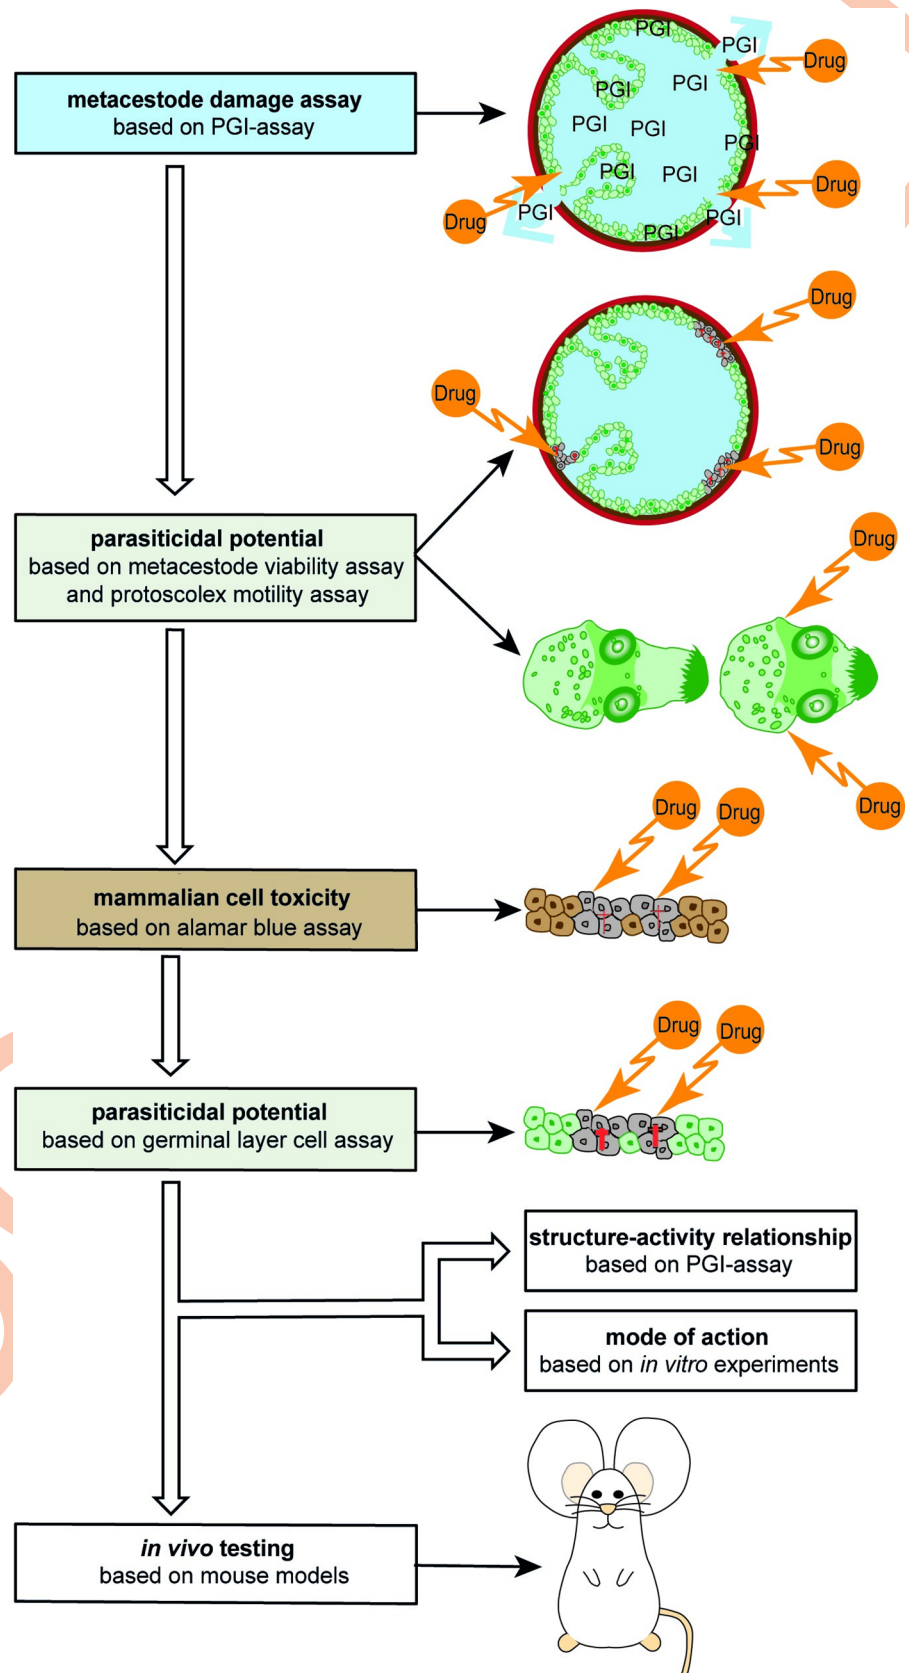 metacestode damage assay
based on PGI-assay
PGI
PGI
Drug
PGI
PGI
PGI
PGI
PGI
PGI
PGI
Drug
Drug
PGI
PGI
PGI
Drug
Drug
Drug
parasiticidal potential
based on metacestode viability assay
and protoscolex motility assay
Drug
Drug
Drug
Drug
mammalian cell toxicity
based on alamar blue assay
Drug
Drug
parasiticidal potential
based on germinal layer cell assay
structure-activity relationship
based on PGI-assay
mode of action
based on in vitro experiments
in vivo testing
based on mouse models